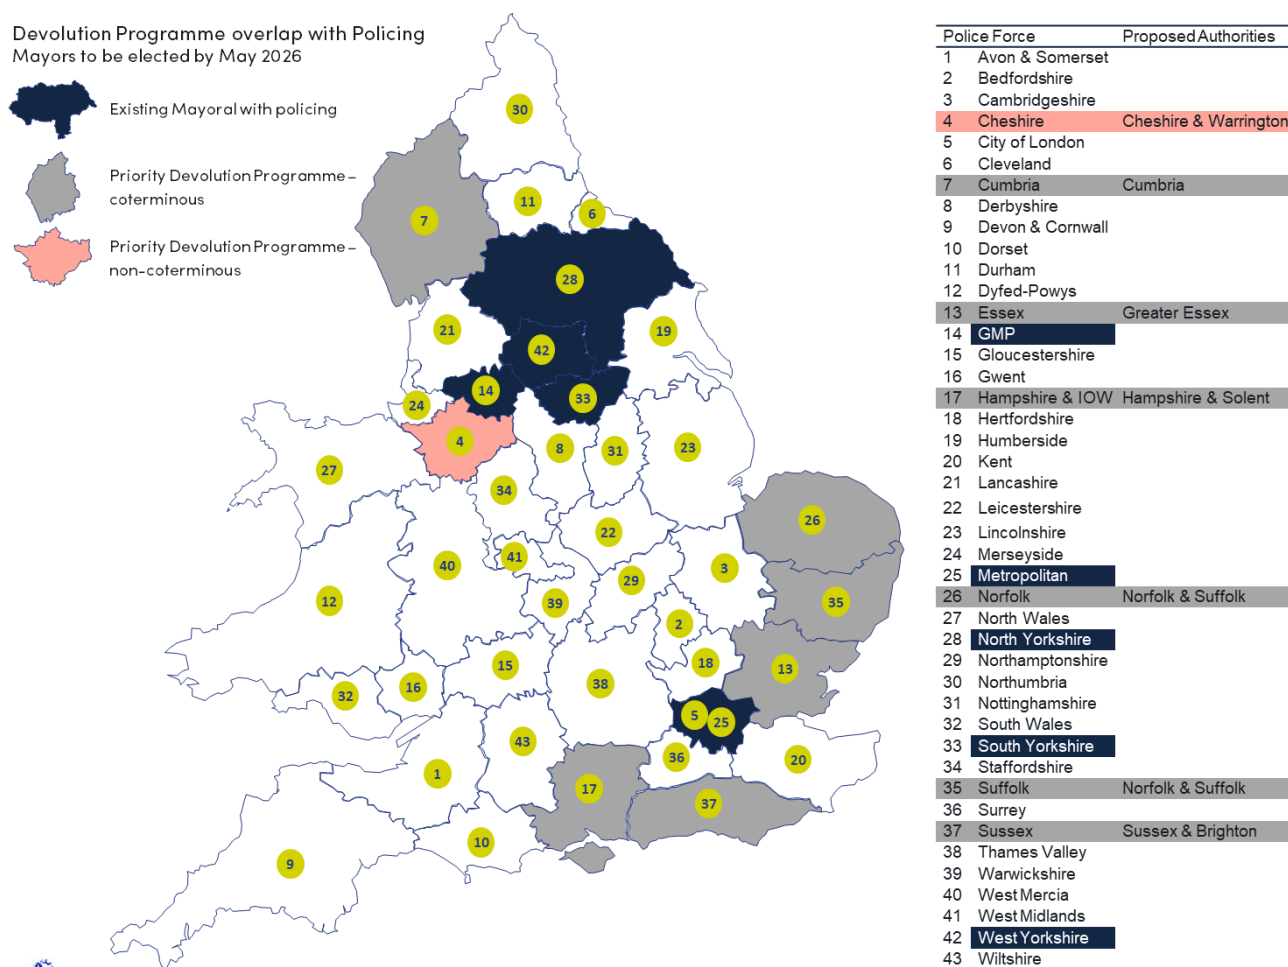 Devolution Programme overlap with Policing
Mayors to be elected by May 2026
Existing Mayoral with policing
Priority Devolution Programme –
coterminous
Priority Devolution Programme –
non-coterminous
30
7
11
6
28
21
42
19
14
33
24
4
8
31
23
27
34
26
22
41
40
3
29
12
39
35
2
15
18
13
16
38
32
5
25
43
36
20
1
17
37
10
9
Police Force Proposed Authorities
1 Avon & Somerset
2 Bedfordshire
3 Cambridgeshire
4 Cheshire Cheshire & Warrington
5 City of London
6 Cleveland
7 Cumbria Cumbria
8 Derbyshire
9 Devon & Cornwall
10 Dorset
11 Durham
12 Dyfed-Powys
13 Essex Greater Essex
14 GMP
15 Gloucestershire
16 Gwent
17 Hampshire & IOW Hampshire & Solent
18 Hertfordshire
19 Humberside
20 Kent
21 Lancashire
22 Leicestershire
23 Lincolnshire
24 Merseyside
25 Metropolitan
26 Norfolk Norfolk & Suffolk
27 North Wales
28 North Yorkshire
29 Northamptonshire
30 Northumbria
31 Nottinghamshire
32 South Wales
33 South Yorkshire
34 Staffordshire
35 Suffolk Norfolk & Suffolk
36 Surrey
37 Sussex Sussex & Brighton
38 Thames Valley
39 Warwickshire
40 West Mercia
41 West Midlands
42 West Yorkshire
43 Wiltshire